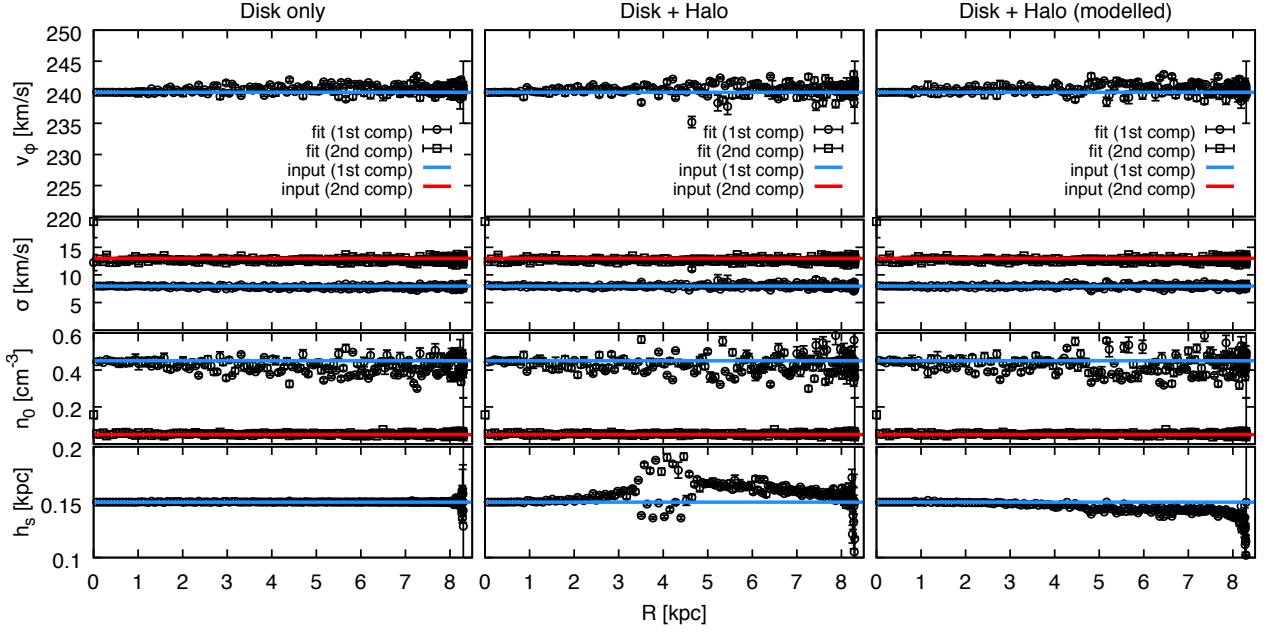 Disk only
Disk + Halo
Disk + Halo (modelled)
250
245
240
235
230
225
220
v_ϕ [km/s]
fit (1st comp)
fit (2nd comp)
input (1st comp)
input (2nd comp)
fit (1st comp)
fit (2nd comp)
input (1st comp)
input (2nd comp)
fit (1st comp)
fit (2nd comp)
input (1st comp)
input (2nd comp)
15
10
5
σ [km/s]
0.6
0.4
0.2
n_0 [cm^-3]
0.2
0.15
0.1
h_s [kpc]
0 1 2 3 4 5 6 7 8
0 1 2 3 4 5 6 7 8
0 1 2 3 4 5 6 7 8
R [kpc]